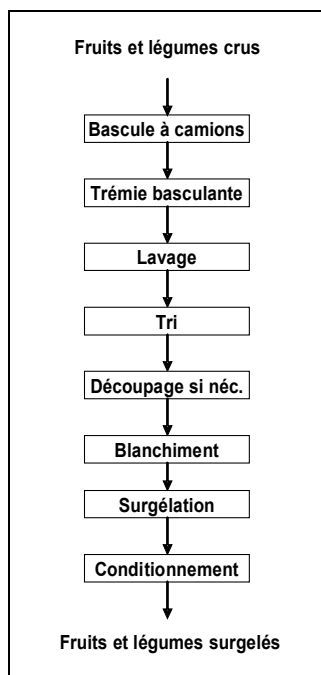 Fruits et légumes crus
Bascule à camions
Trémie basculante
Lavage
Tri
Découpage si néc.
Blanchiment
Surgélation
Conditionnement
Fruits et légumes surgelés